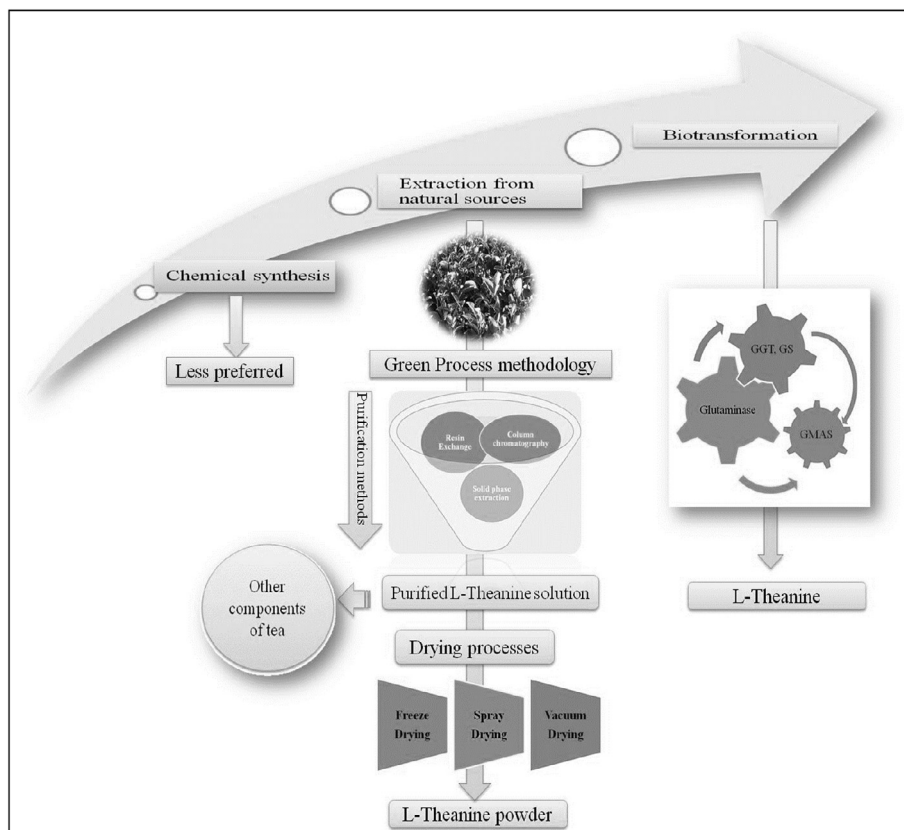 Biotransformation
Extraction from
natural sources
Chemical synthesis
Less preferred
Green Process methodology
Purification methods
Resin
Exchange
Column
chromatography
Solid phase
extraction
GGT, GS
Glutaminase
GMAS
L-Theanine
Other
components
of tea
Purified L-Theanine solution
Drying processes
Freeze
Drying
Spray
Drying
Vacuum
Drying
L-Theanine powder